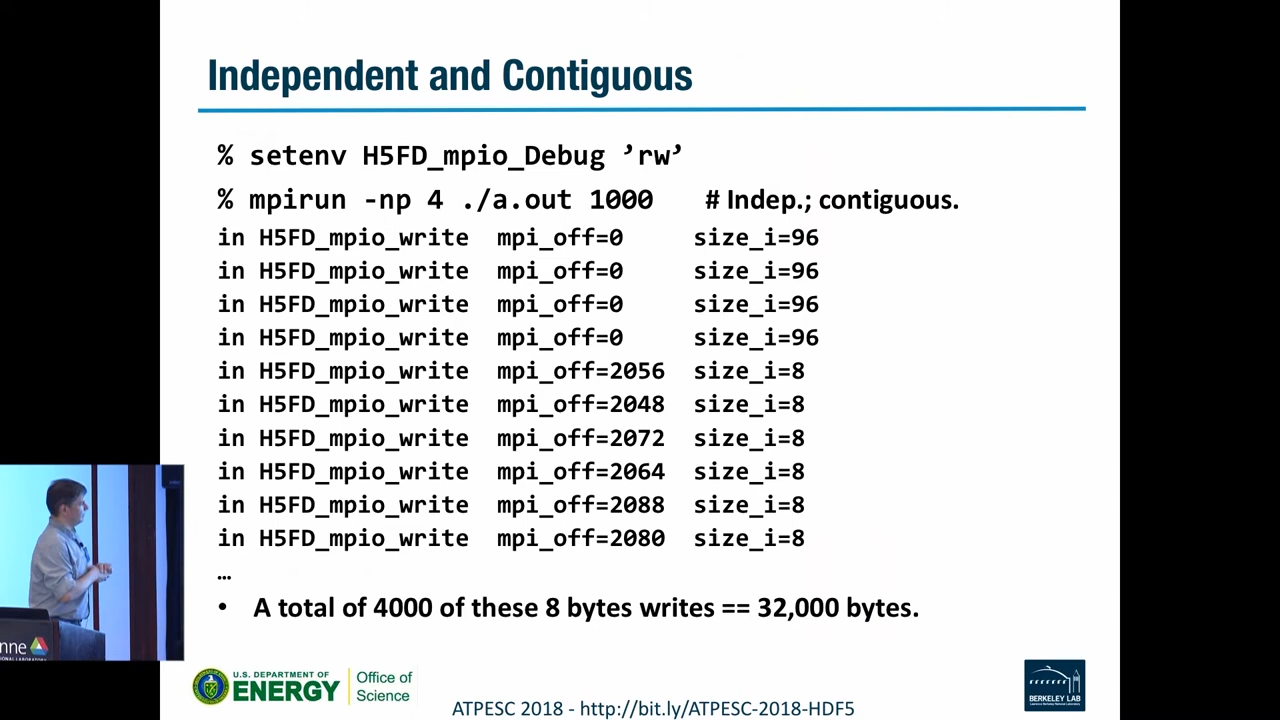 Independent and Contiguous
% setenv H5FD_mpio_Debug ’rw’
% mpirun -np 4 ./a.out 1000 # Indep.; contiguous.
in H5FD_mpio_write mpi_off=0 size_i=96
in H5FD_mpio_write mpi_off=0 size_i=96
in H5FD_mpio_write mpi_off=0 size_i=96
in H5FD_mpio_write mpi_off=0 size_i=96
in H5FD_mpio_write mpi_off=2056 size_i=8
in H5FD_mpio_write mpi_off=2048 size_i=8
in H5FD_mpio_write mpi_off=2072 size_i=8
in H5FD_mpio_write mpi_off=2064 size_i=8
in H5FD_mpio_write mpi_off=2088 size_i=8
in H5FD_mpio_write mpi_off=2080 size_i=8
…
• A total of 4000 of these 8 bytes writes == 32,000 bytes.
nne
U.S. DEPARTMENT OF
ENERGY
Office of
Science
ATPESC 2018 - http://bit.ly/ATPESC-2018-HDF5
BERKELEY LAB